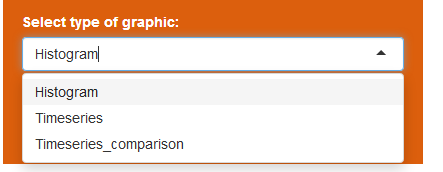 Select type of graphic:
Histogram
Histogram
Timeseries
Timeseries_comparison